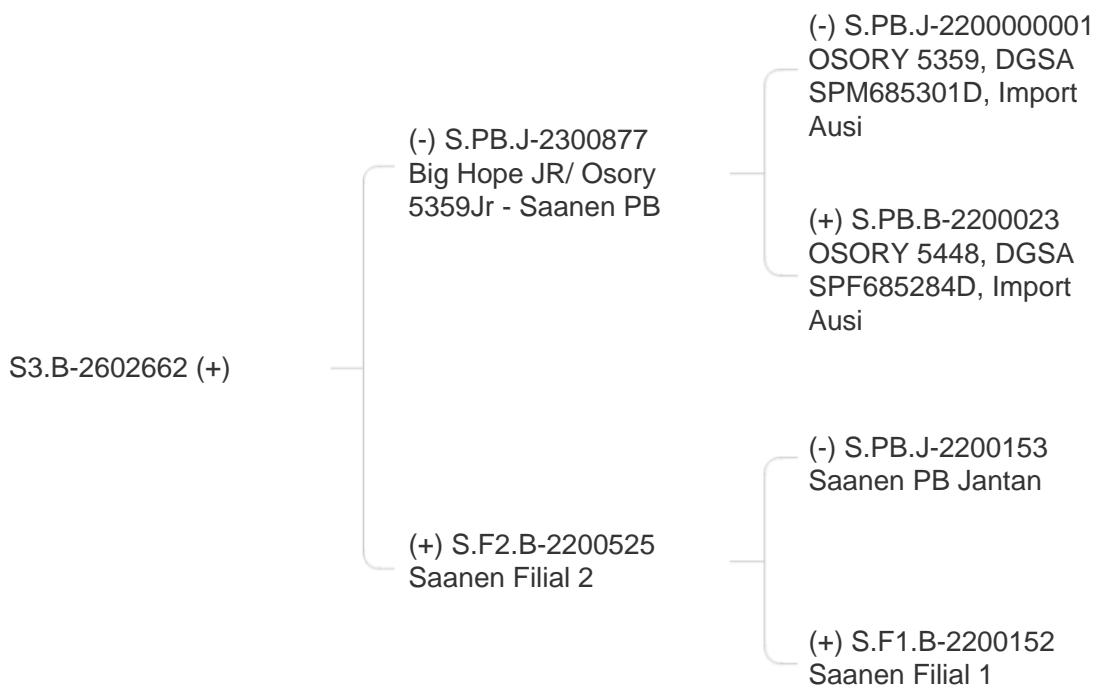 (-) S.PB.J-2200000001
OSORY 5359, DGSA
SPM685301D, Import
Ausi
(-) S.PB.J-2300877
Big Hope JR/ Osory
5359Jr - Saanen PB
(+) S.PB.B-2200023
OSORY 5448, DGSA
SPF685284D, Import
Ausi
S3.B-2602662 (+)
(-) S.PB.J-2200153
Saanen PB Jantan
(+) S.F2.B-2200525
Saanen Filial 2
(+) S.F1.B-2200152
Saanen Filial 1